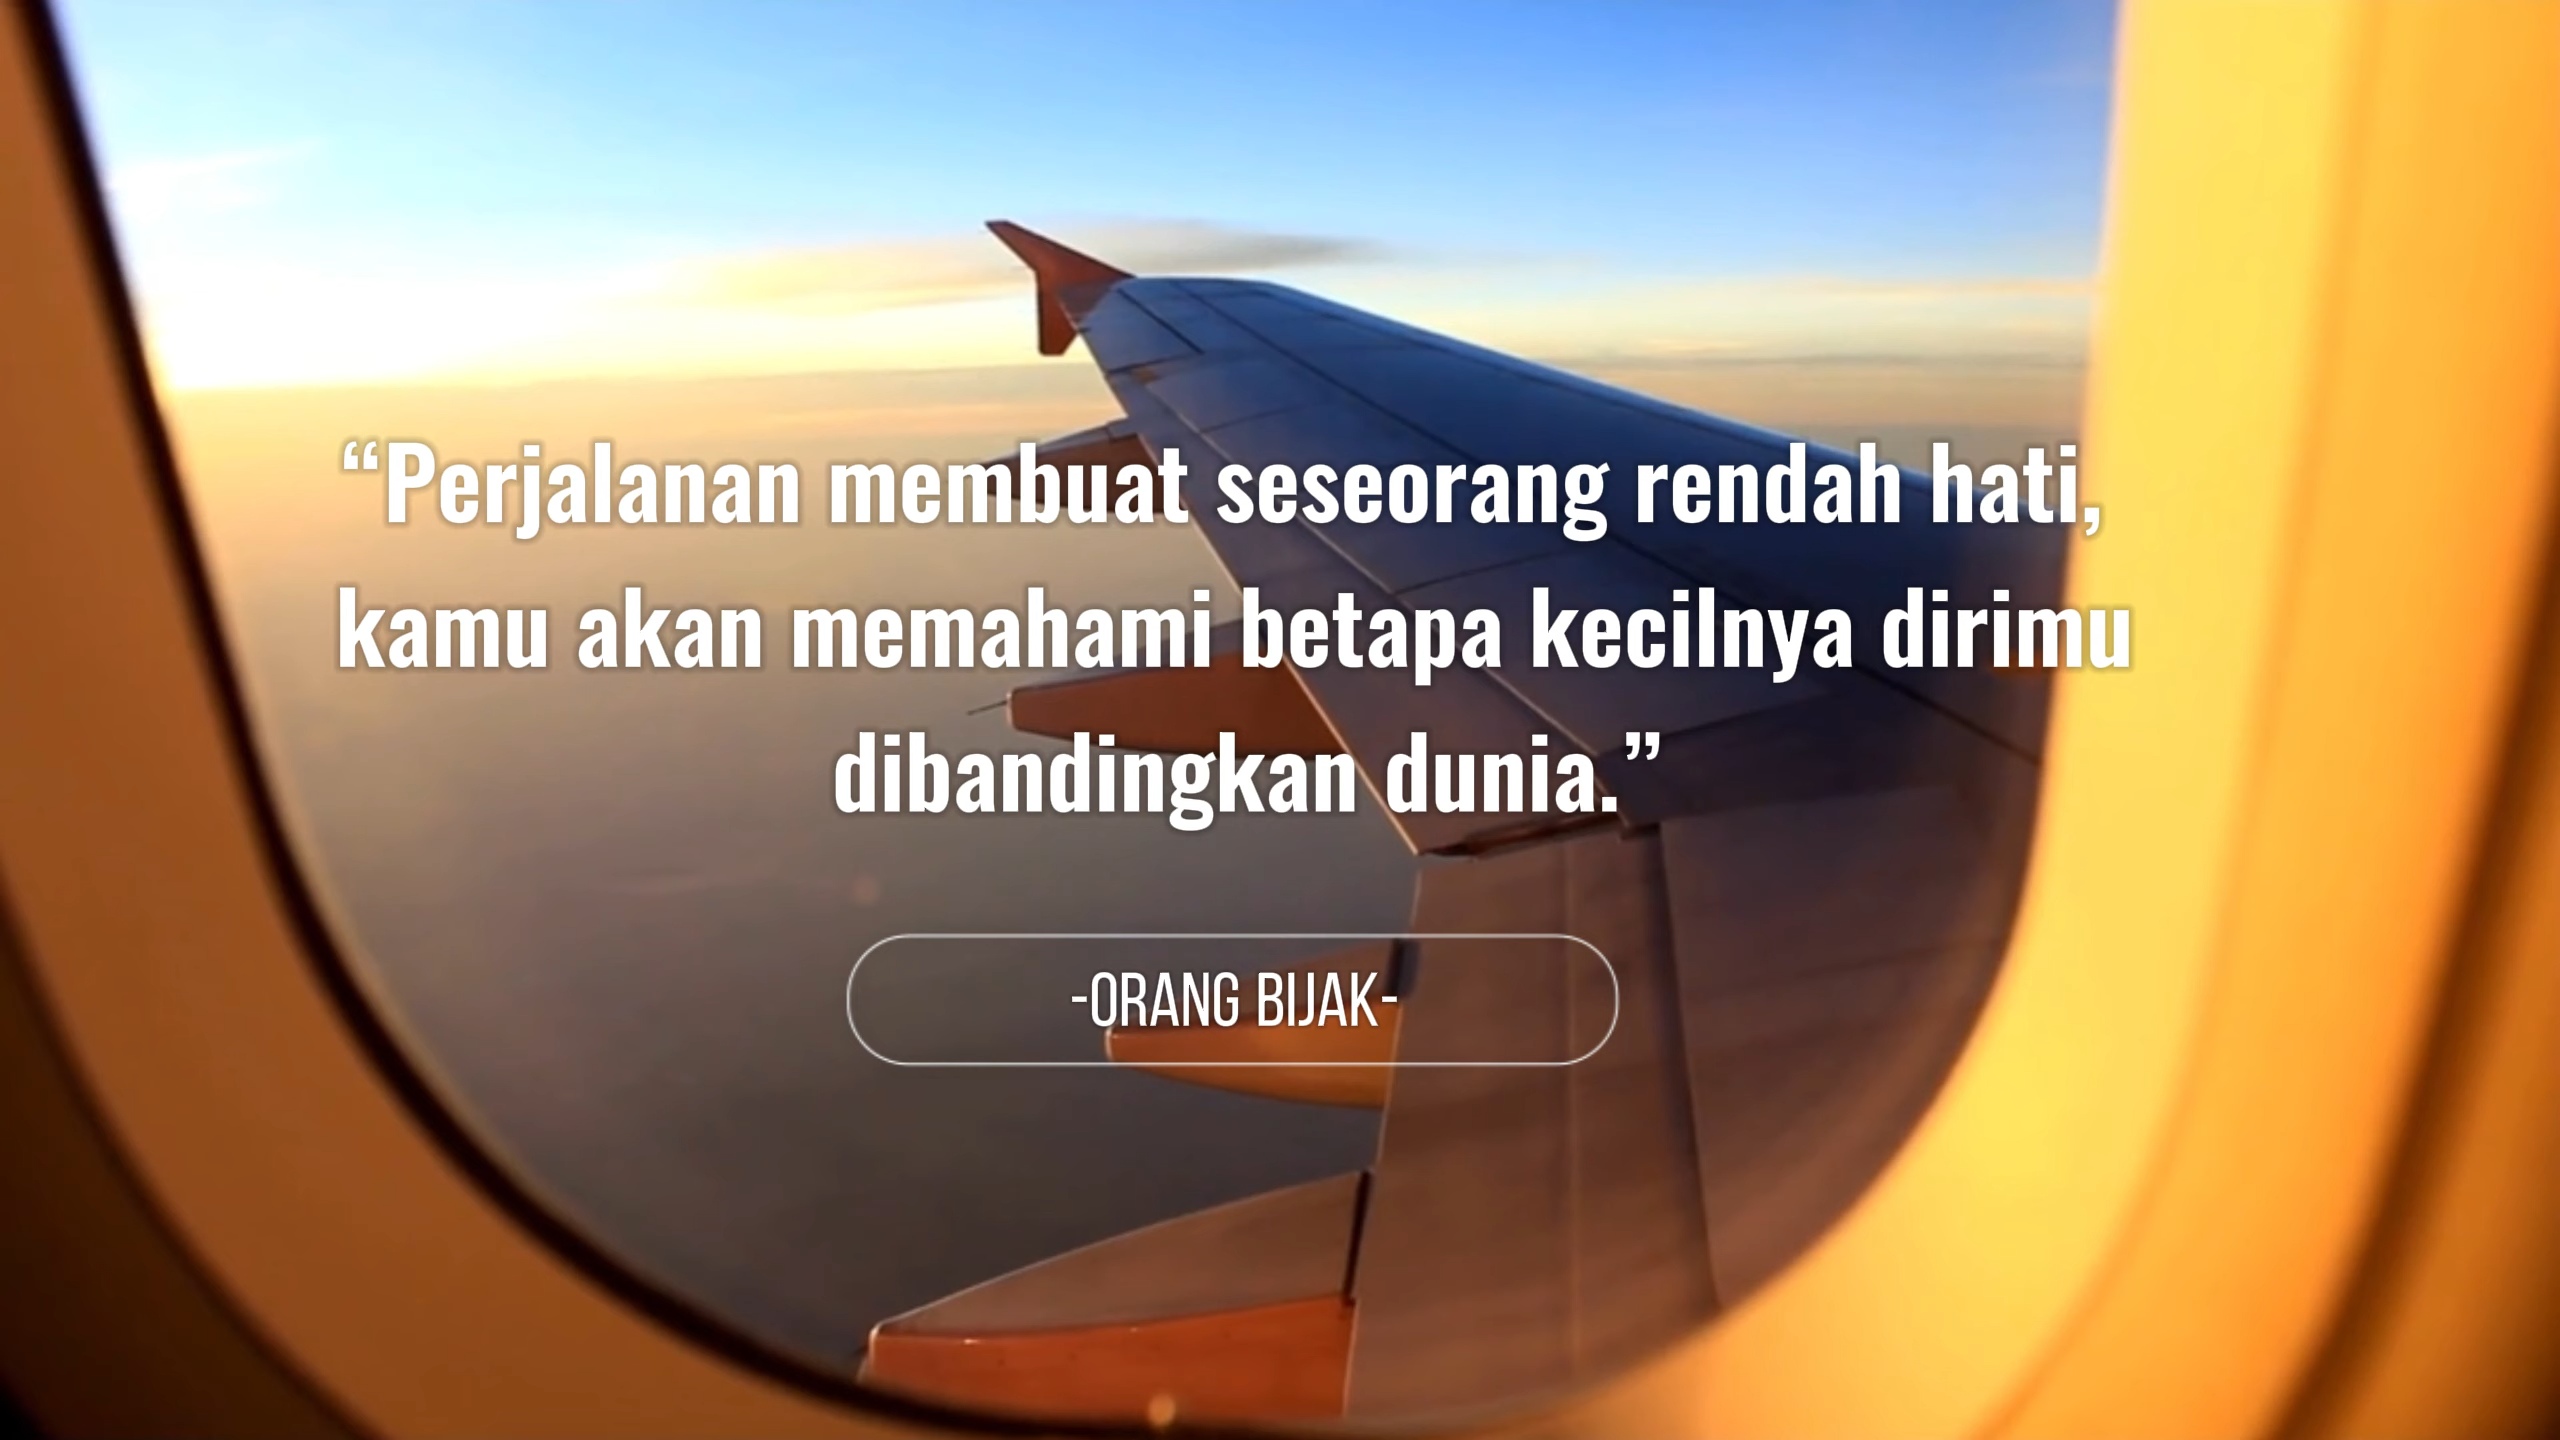 “Perjalanan membuat seseorang rendah hati,
kamu akan memahami betapa kecilnya dirimu
dibandingkan dunia.”
-ORANG BIJAK-